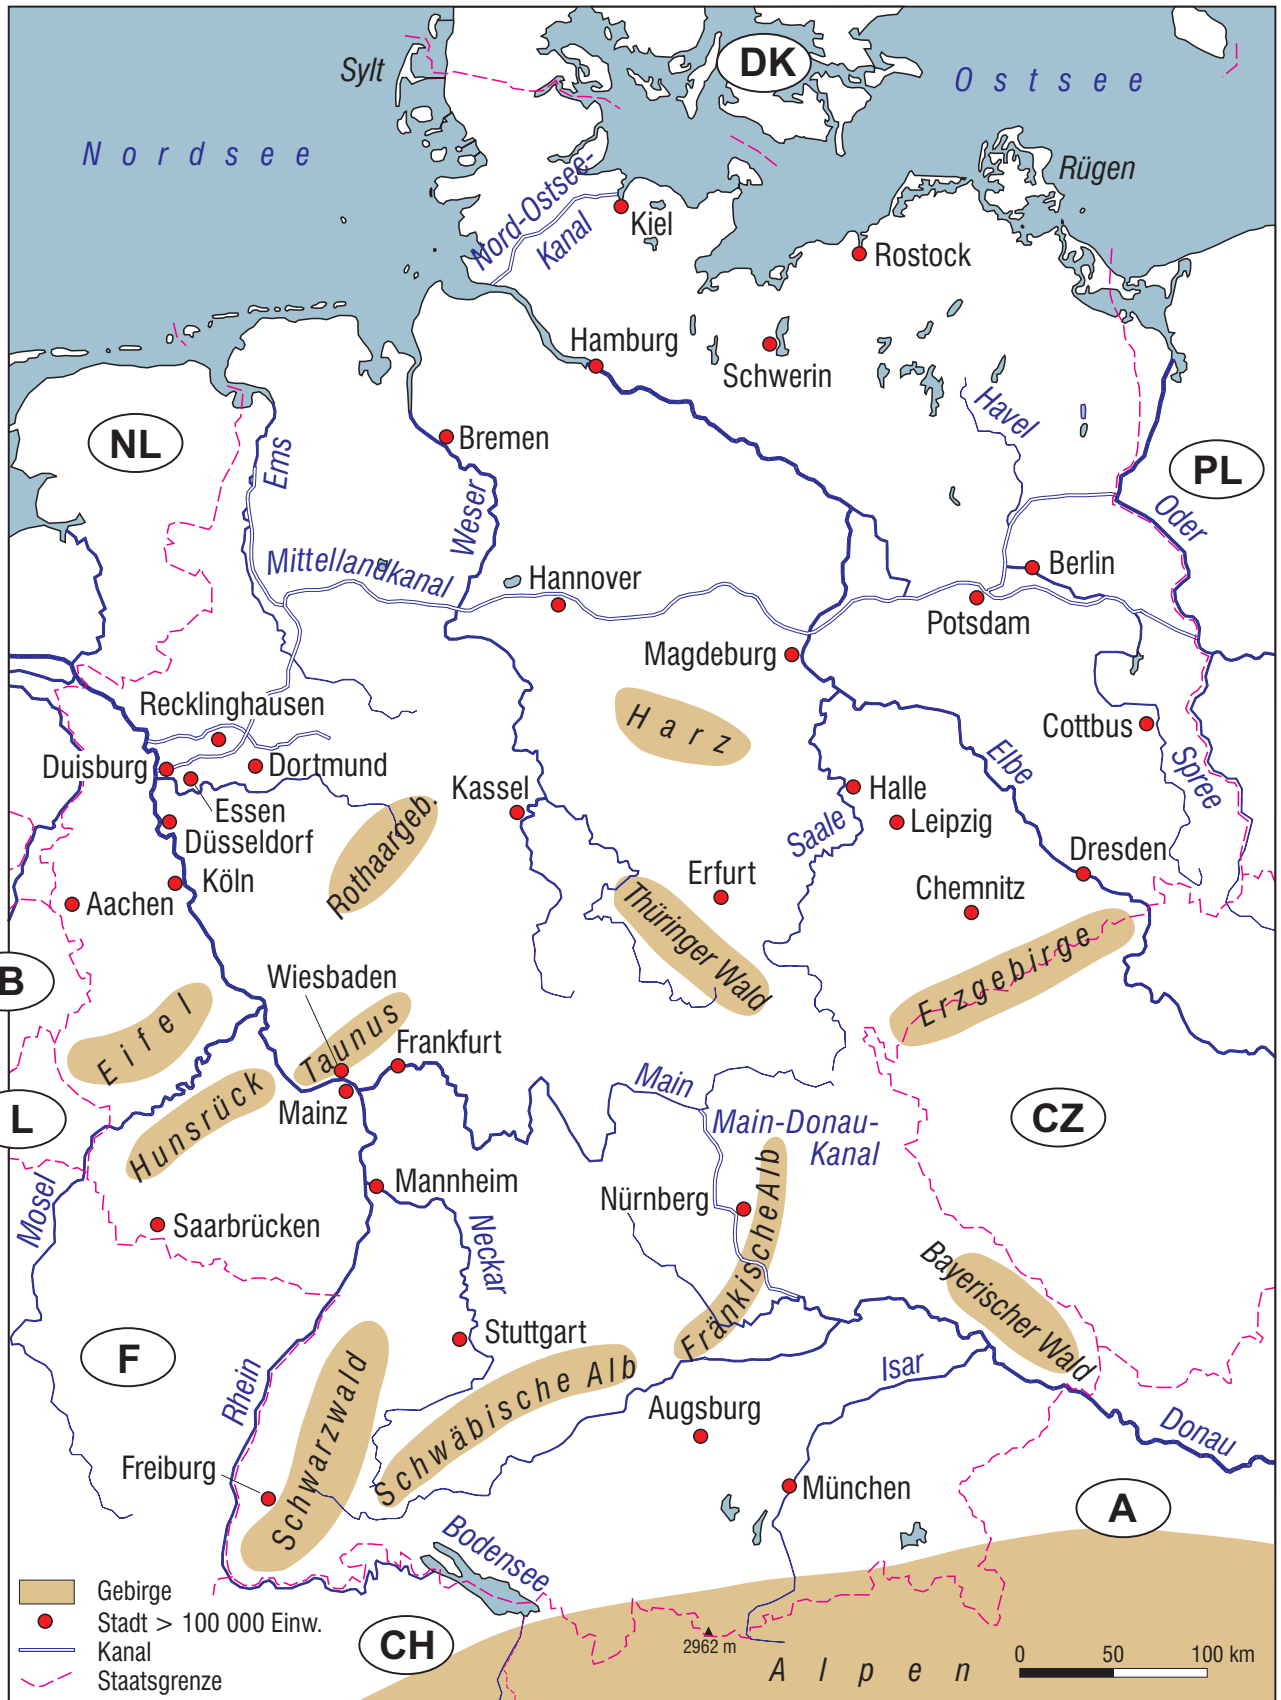 DK
Sylt
Ostsee
Nordsee
Rügen
Nord-Ostsee-
Kanal
Kiel
Rostock
Hamburg
Schwerin
Havel
NL
Bremen
Ems
PL
Weser
Oder
Mittellandkanal
Hannover
Berlin
Potsdam
Magdeburg
Recklinghausen
Harz
Cottbus
Duisburg
Dortmund
Elbe
Spree
Kassel
Halle
Essen
Rothaargeb.
Saale
Leipzig
Düsseldorf
Dresden
Köln
Erfurt
Chemnitz
Aachen
Thüringer Wald
Erzgebirge
B
Wiesbaden
Eifel
Taunus
Frankfurt
Main
L
Hunsrück
Mainz
Main-Donau-
Kanal
CZ
Mosel
Mannheim
Nürnberg
Saarbrücken
Neckar
Fränkische Alb
Bayerischer Wald
F
Stuttgart
Rhein
Schwäbische Alb
Isar
Augsburg
Donau
Freiburg
Schwarzwald
München
A
Bodensee
Gebirge
Stadt > 100 000 Einw.
Kanal
Staatsgrenze
CH
2962 m
Alpen
0 50 100 km